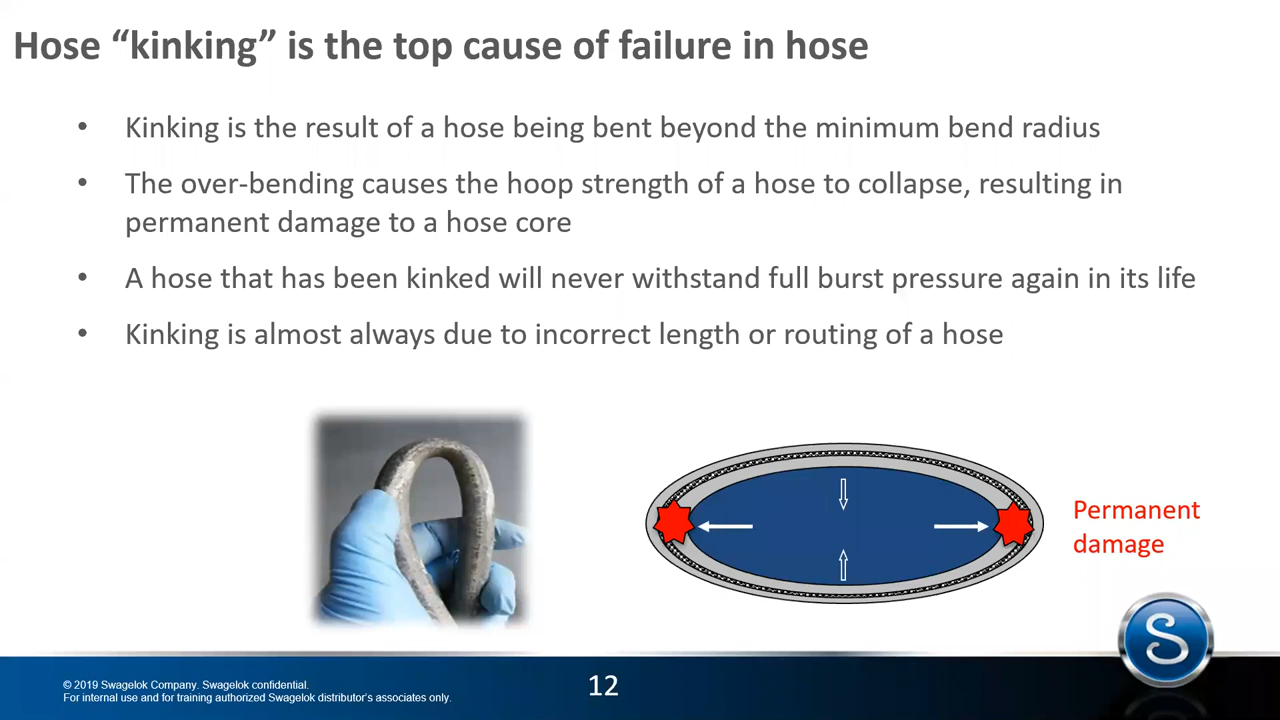 Hose “kinking” is the top cause of failure in hose
• Kinking is the result of a hose being bent beyond the minimum bend radius
• The over-bending causes the hoop strength of a hose to collapse, resulting in
permanent damage to a hose core
• A hose that has been kinked will never withstand full burst pressure again in its life
• Kinking is almost always due to incorrect length or routing of a hose
Permanent
damage
S
© 2019 Swagelok Company. Swagelok confidential.
For internal use and for training authorized Swagelok distributor’s associates only.
12